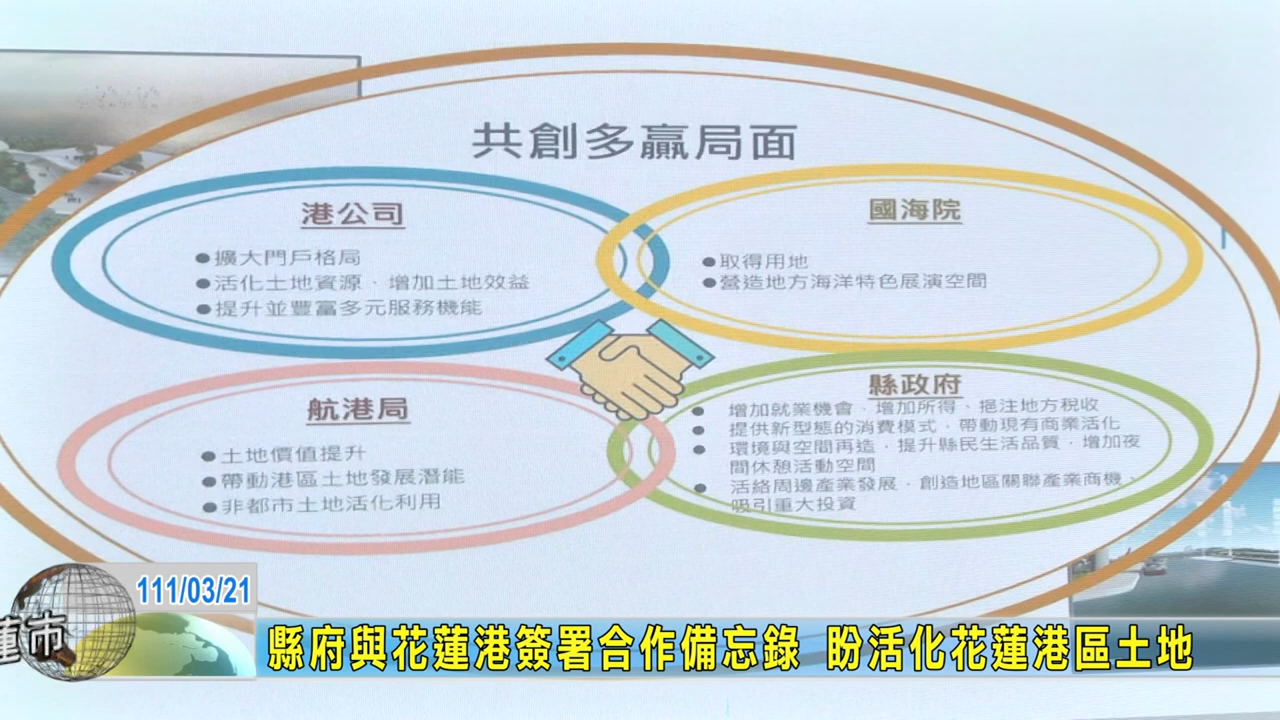 共創多贏局面
港公司
●擴大門戶格局
●活化土地資源、增加土地效益
●提升並豐富多元服務機能
國海院
●取得用地
●營造地方海洋特色展演空間
航港局
●土地價值提升
●帶動港區土地發展潛能
●非都市土地活化利用
縣政府
●增加就業機會、增加所得、挹注地方稅收
●提供新型態的消費模式，帶動現有商業活化
●環境與空間再造，提升縣民生活品質，增加夜
間休憩活動空間
●活絡周邊產業發展，創造地區關聯產業商機、
吸引重大投資
111/03/21
蓮市
縣府與花蓮港簽署合作備忘錄 盼活化花蓮港區土地